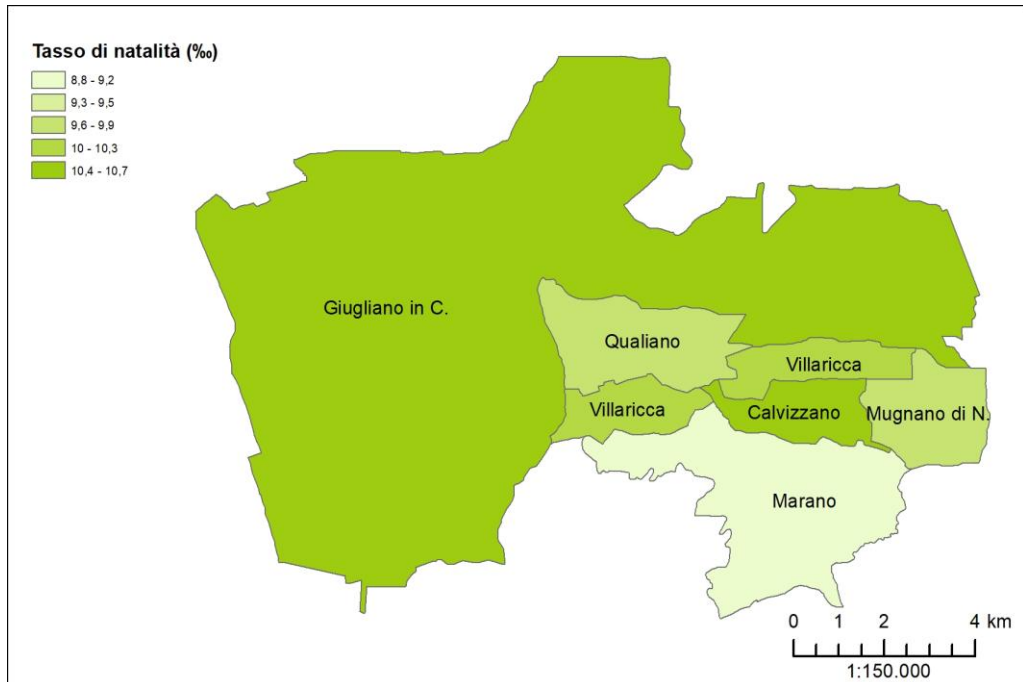 Tasso di natalità (‰)
8,8 - 9,2
9,3 - 9,5
9,6 - 9,9
10 - 10,3
10,4 - 10,7
Giugliano in C.
Qualiano
Villaricca
Villaricca
Calvizzano
Mugnano di N.
Marano
0 1 2 4 km
1:150.000